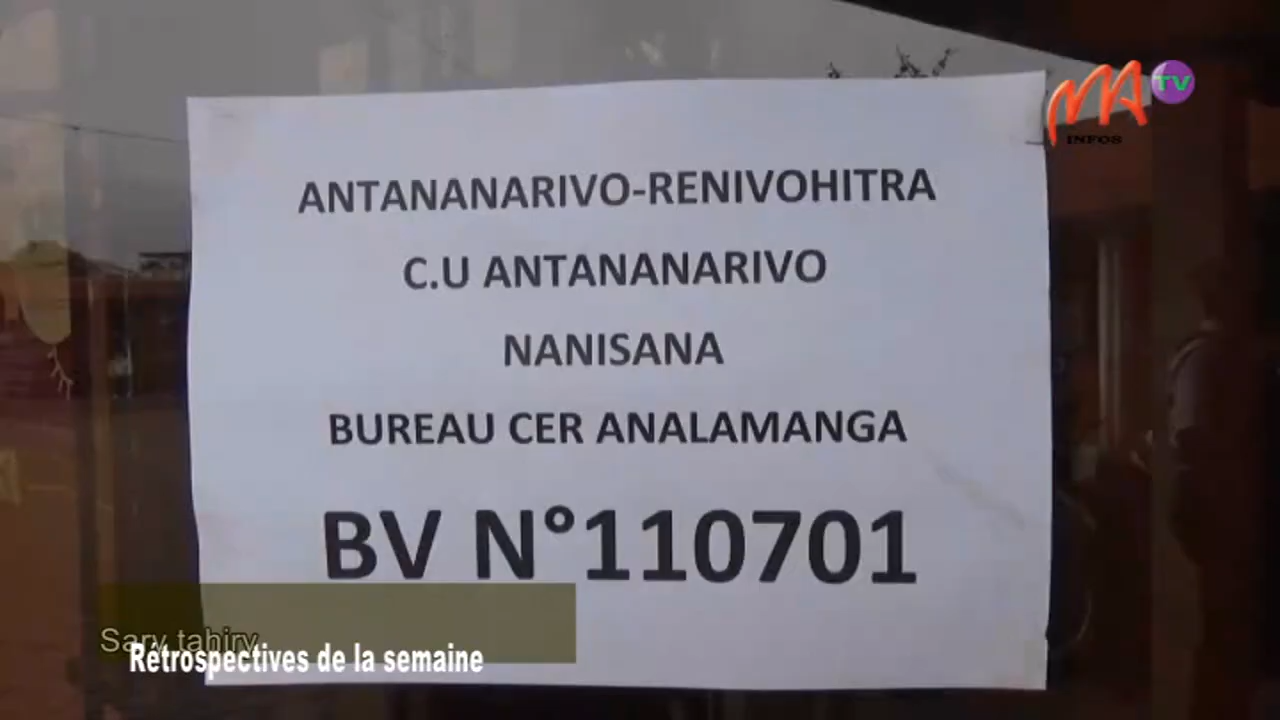 MA TV
INFOS
ANTANANARIVO-RENIVOHITRA
C.U ANTANANARIVO
NANISANA
BUREAU CER ANALAMANGA
BV N°110701
Sary tahiry
Rétrospectives de la semaine